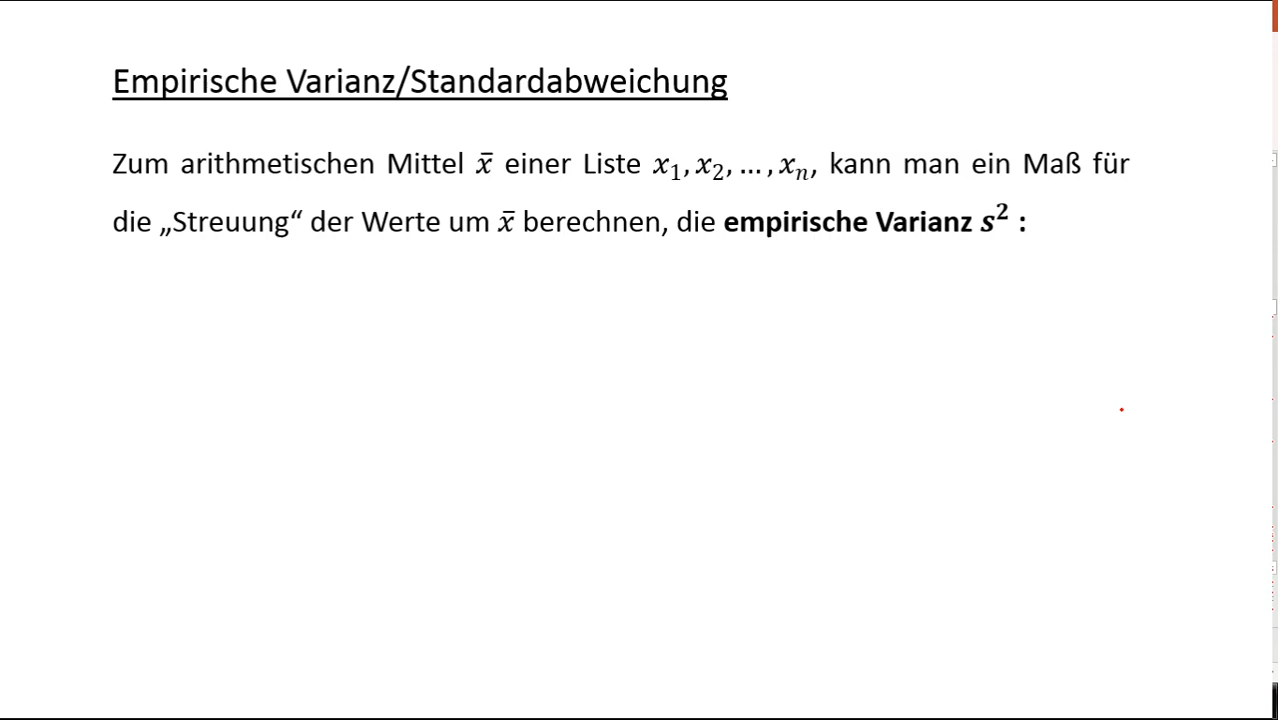 Empirische Varianz/Standardabweichung
Zum arithmetischen Mittel x̄ einer Liste x₁, x₂, … , xₙ, kann man ein Maß für
die „Streuung“ der Werte um x̄ berechnen, die empirische Varianz s² :